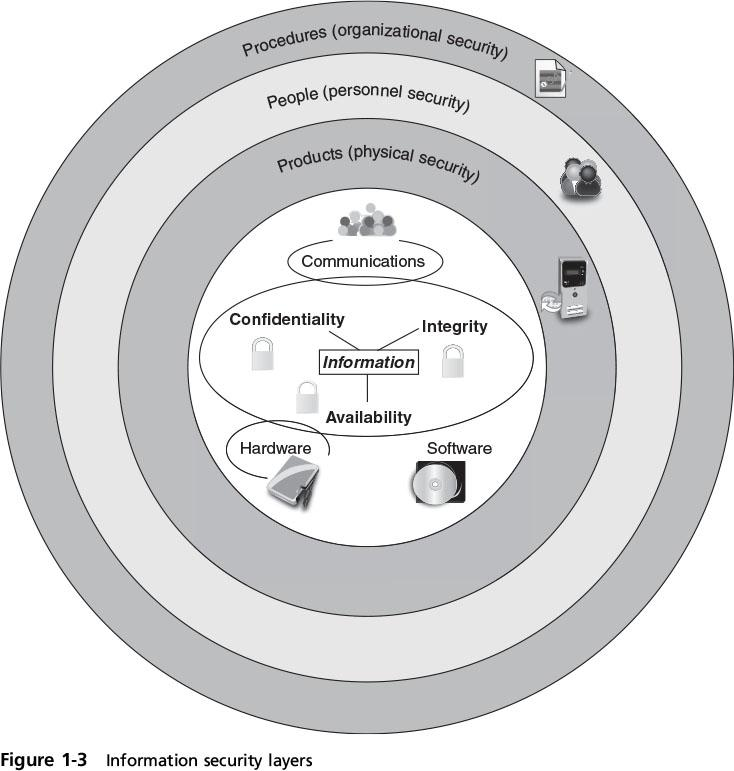 Procedures (organizational security)
People (personnel security)
Products (physical security)
Communications
Confidentiality
Integrity
Information
Availability
Hardware
Software
Figure 1-3 Information security layers